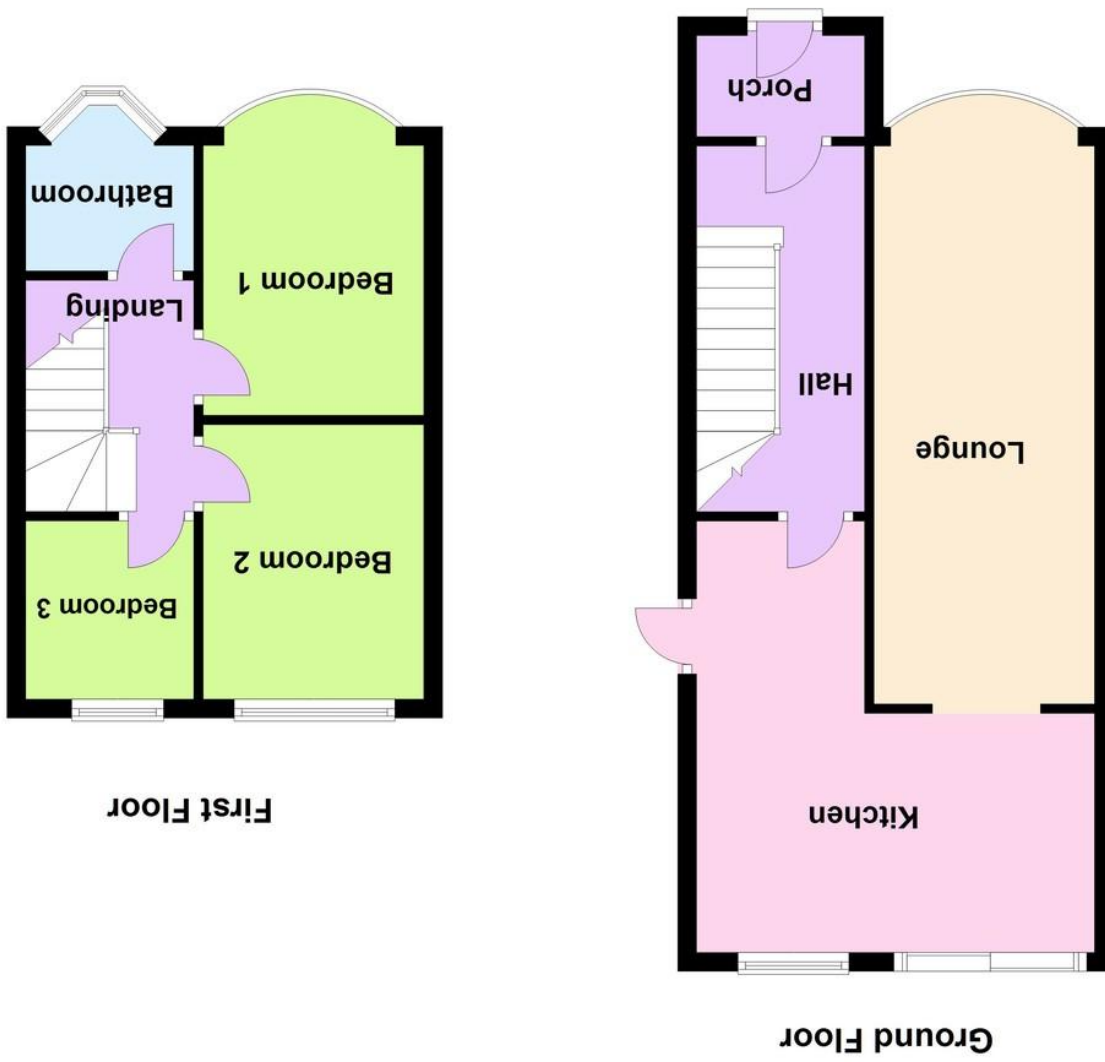 Ground Floor
Kitchen
Lounge
Hall
Porch
First Floor
Bedroom 3
Bedroom 2
Landing
Bedroom 1
Bathroom